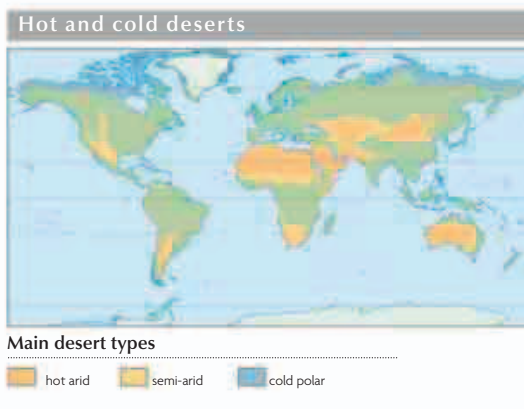 Hot and cold deserts
Main desert types
hot arid semi-arid cold polar